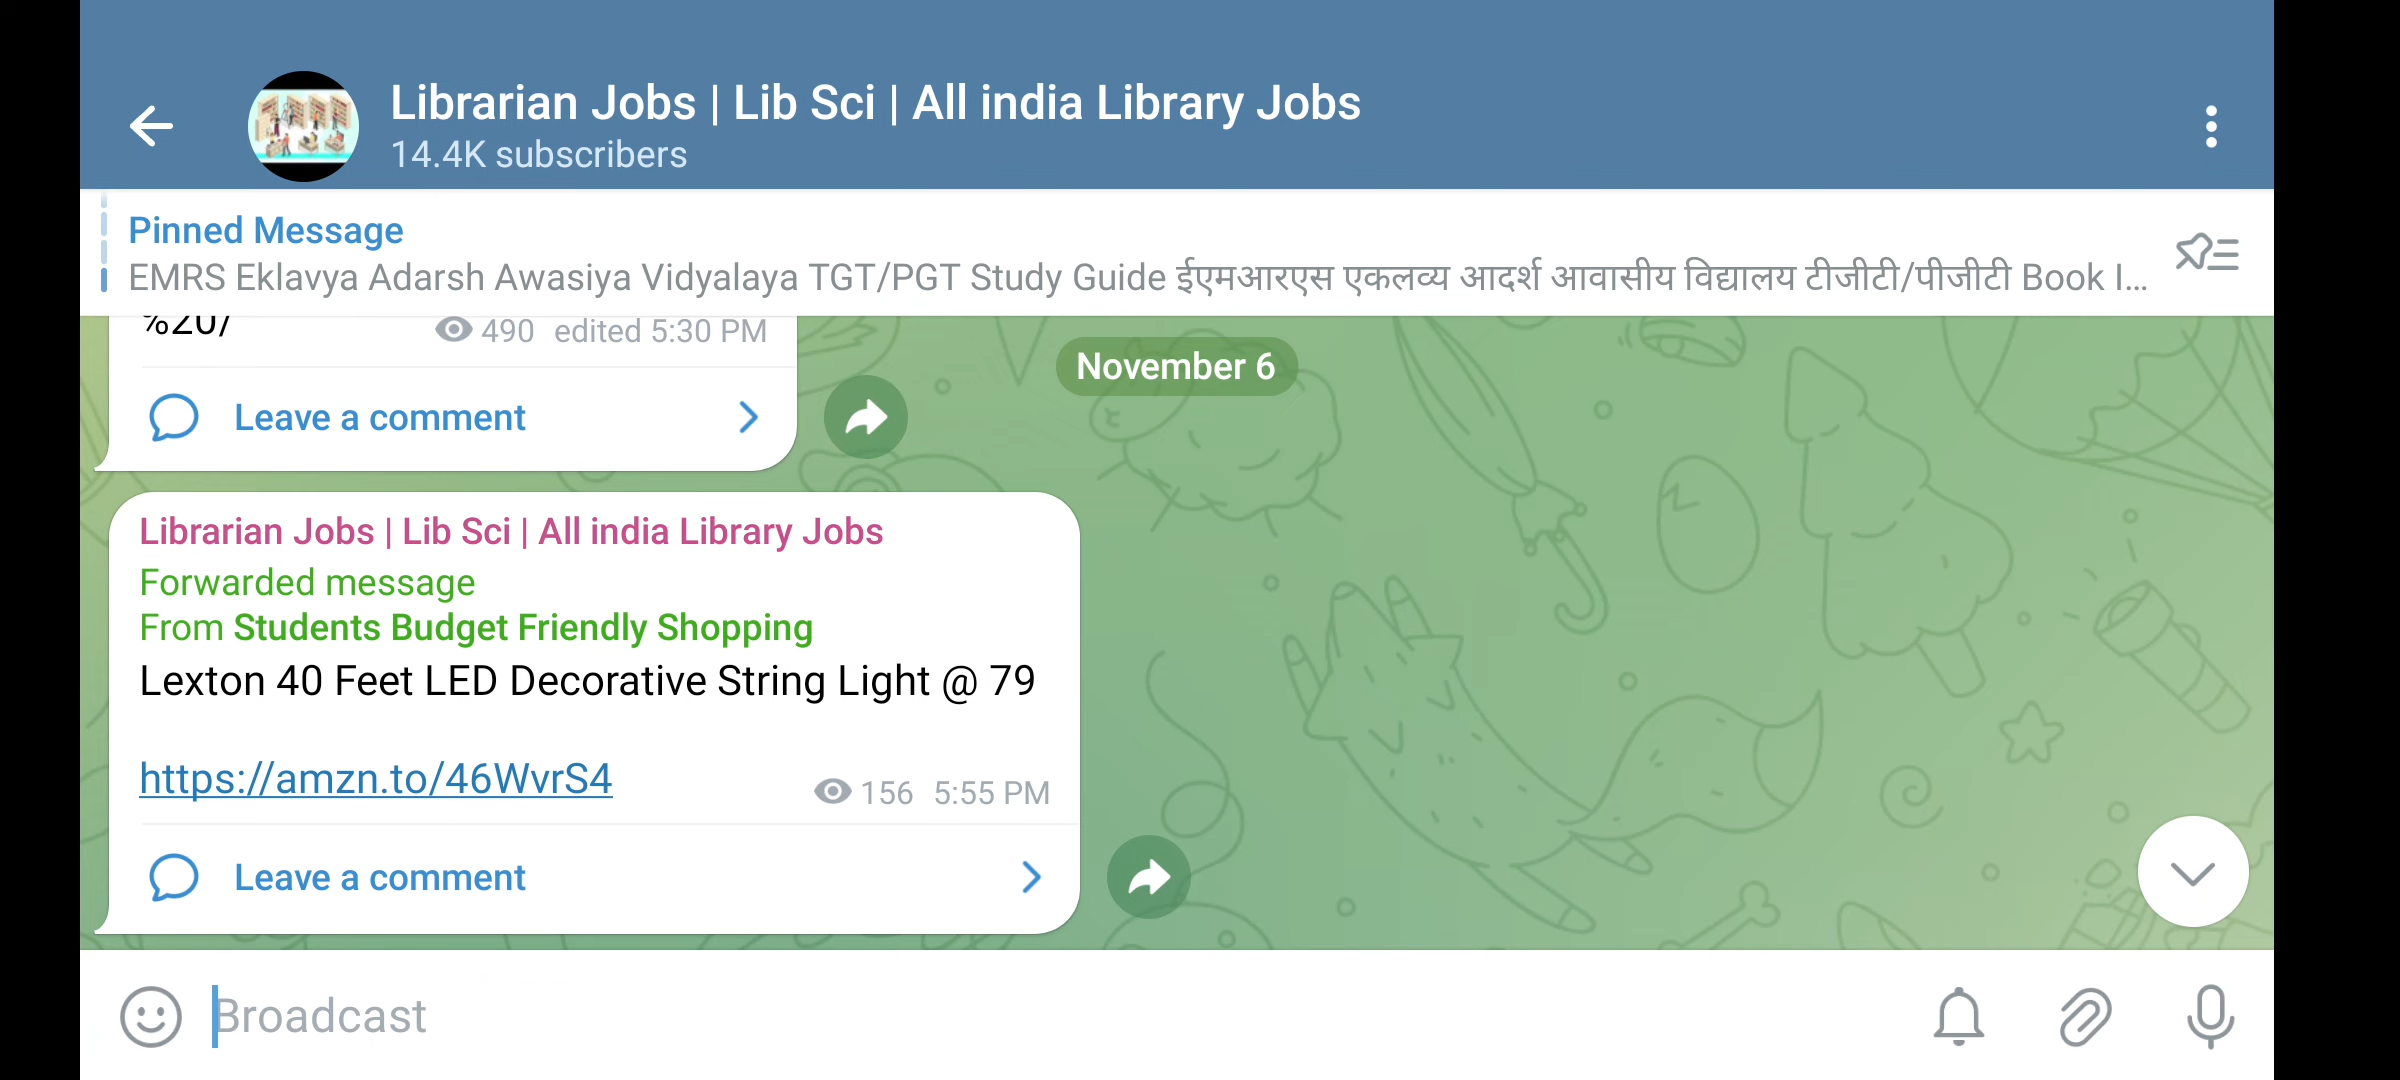 Librarian Jobs | Lib Sci | All india Library Jobs
14.4K subscribers
Pinned Message
EMRS Eklavya Adarsh Awasiya Vidyalaya TGT/PGT Study Guide ईएमआरएस एकलव्य आदर्श आवासीय विद्यालय टीजीटी/पीजीटी Book I...
%20/ 490 edited 5:30 PM
November 6
Leave a comment
Librarian Jobs | Lib Sci | All india Library Jobs
Forwarded message
From Students Budget Friendly Shopping
Lexton 40 Feet LED Decorative String Light @ 79
https://amzn.to/46WvrS4 156 5:55 PM
Leave a comment
Broadcast